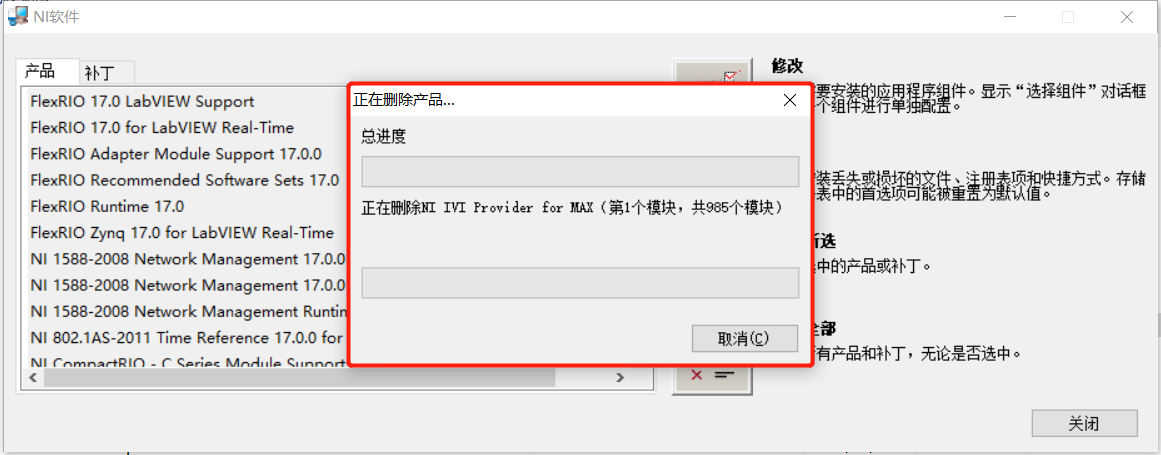 NI软件
产品
补丁
FlexRIO 17.0 LabVIEW Support
FlexRIO 17.0 for LabVIEW Real-Time
FlexRIO Adapter Module Support 17.0.0
FlexRIO Recommended Software Sets 17.0
FlexRIO Runtime 17.0
FlexRIO Zynq 17.0 for LabVIEW Real-Time
NI 1588-2008 Network Management 17.0.0
NI 1588-2008 Network Management 17.0.0
NI 1588-2008 Network Management Runtin
NI 802.1AS-2011 Time Reference 17.0.0 for
NI CompactRIO - C Series Module Support
正在删除产品...
总进度
正在删除NI IVI Provider for MAX（第1个模块，共985个模块）
取消(C)
修改
要安装的应用程序组件。显示“选择组件”对话框
个组件进行单独配置。
装丢失或损坏的文件、注册表项和快捷方式。存储
表中的首选项可能被重置为默认值。
所选
中的产品或补丁。
全部
有产品和补丁，无论是否选中。
关闭